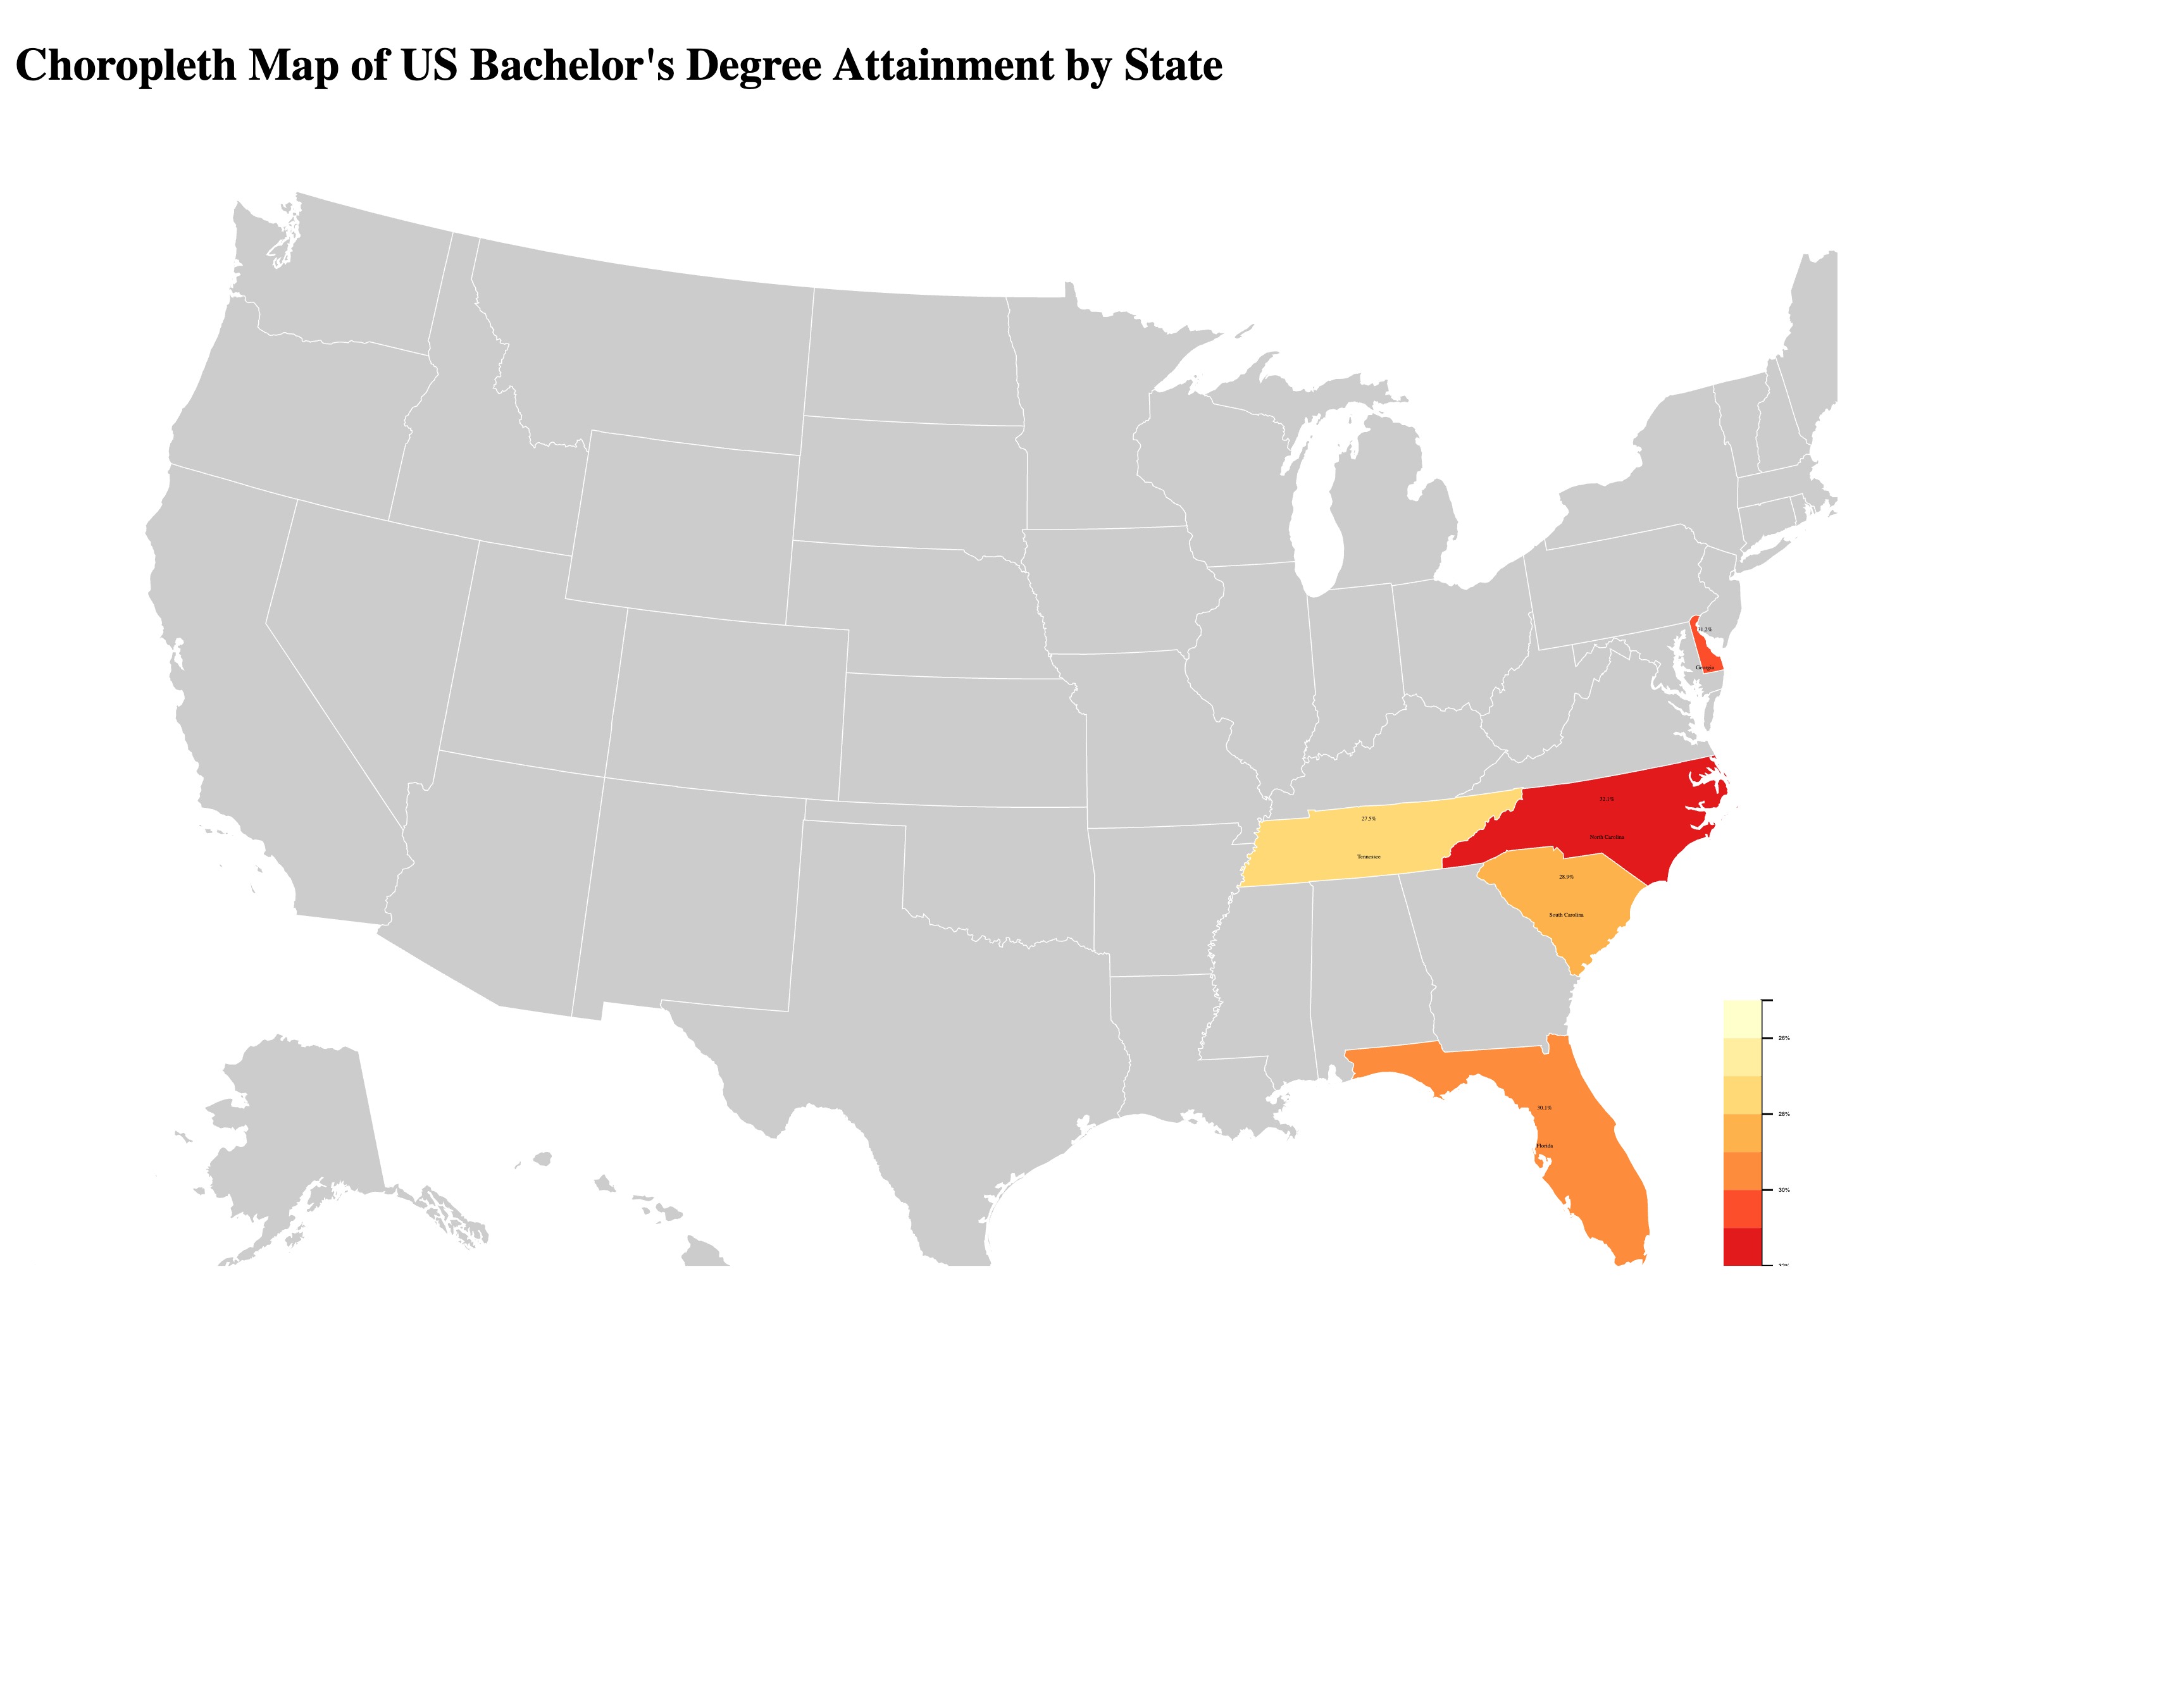 Choropleth Map of US Bachelor's Degree Attainment by State
31.2%
Georgia
32.1%
North Carolina
27.5%
Tennessee
28.9%
South Carolina
30.1%
Florida
26%
28%
30%